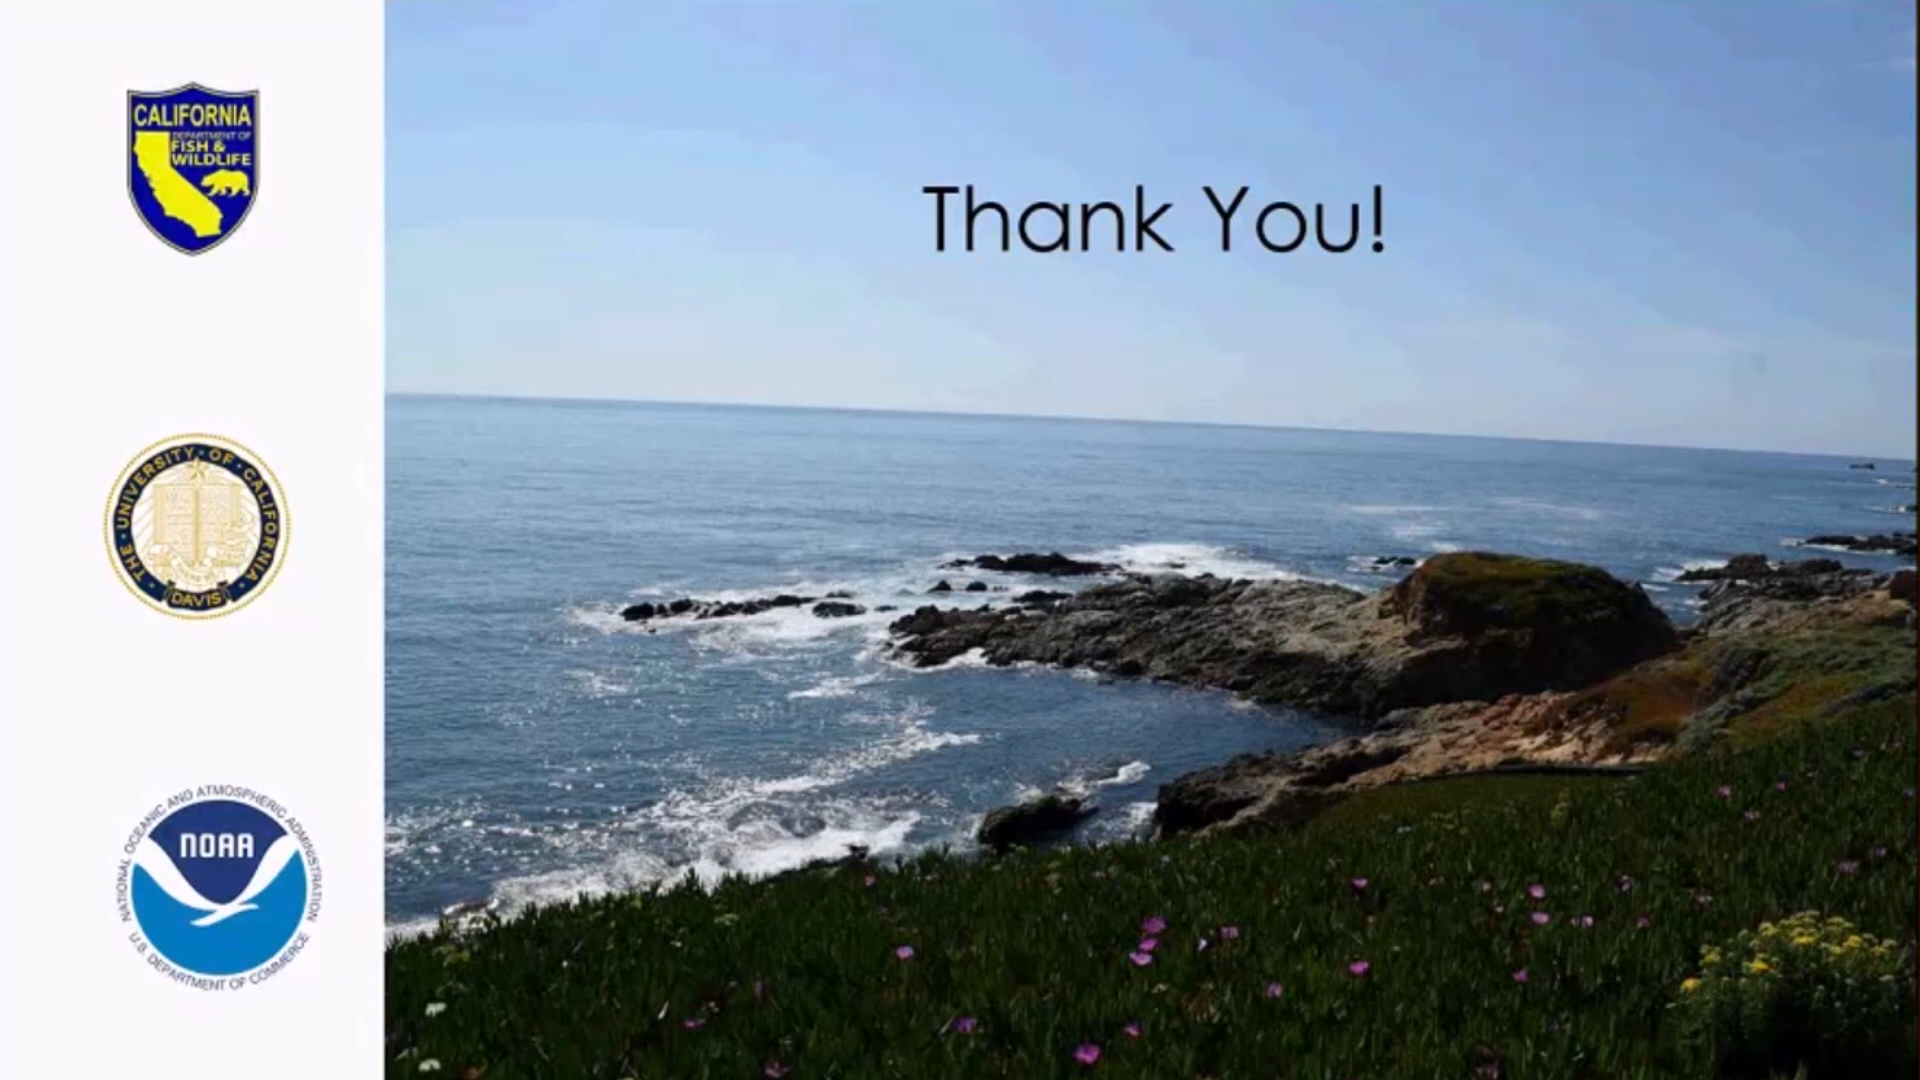 CALIFORNIA
DEPARTMENT OF
FISH &
WILDLIFE
Thank You!
THE · UNIVERSITY · OF · CALIFORNIA
DAVIS
NOAA
NATIONAL OCEANIC AND ATMOSPHERIC ADMINISTRATION
U.S. DEPARTMENT OF COMMERCE